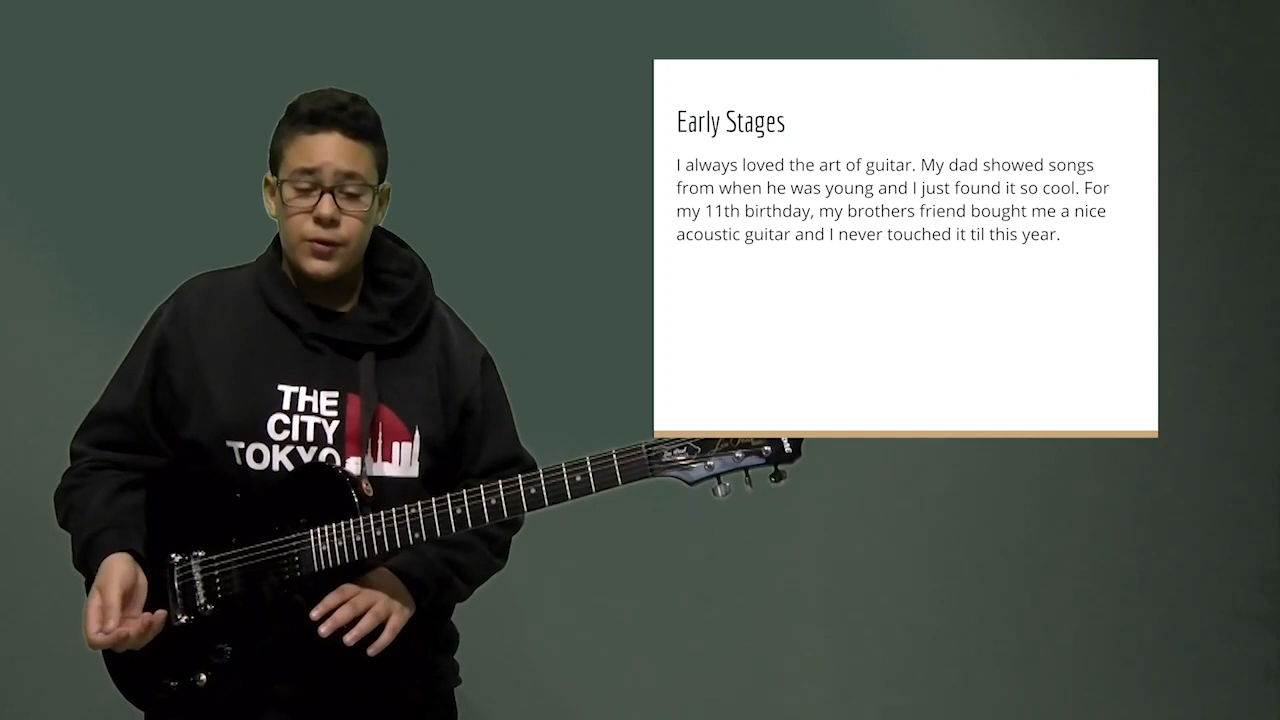 Early Stages
I always loved the art of guitar. My dad showed songs
from when he was young and I just found it so cool. For
my 11th birthday, my brothers friend bought me a nice
acoustic guitar and I never touched it til this year.
THE
CITY
TOKYO